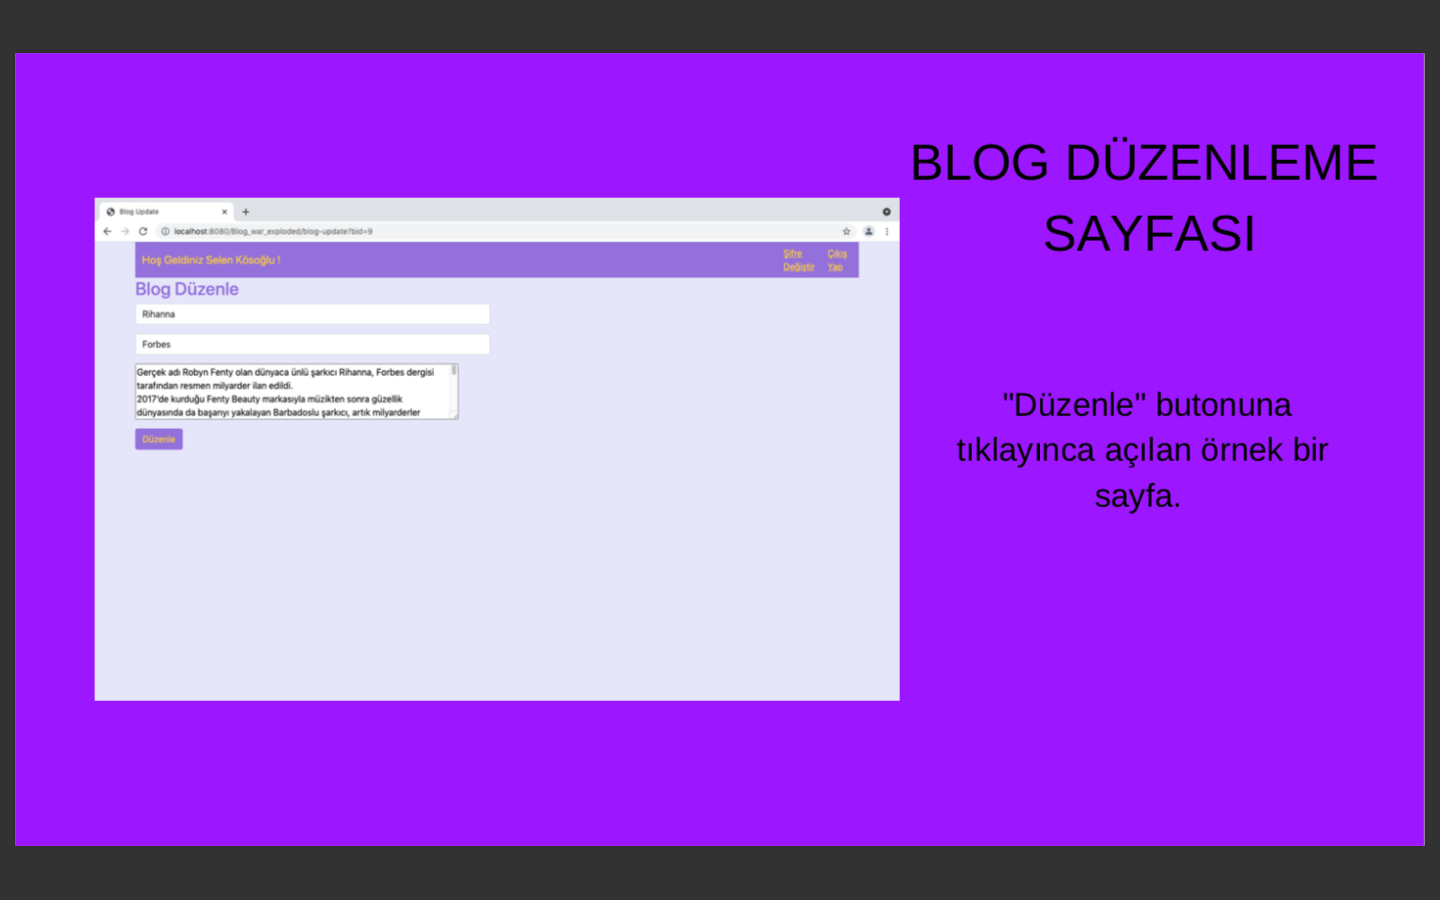 BLOG DÜZENLEME
SAYFASI
Blog Update
localhost:8080/Blog_war_exploded/blog-update?bid=9
Hoş Geldiniz Selen Kösoğlu !
Şifre Değiştir
Çıkış Yap
Blog Düzenle
Rihanna
Forbes
Gerçek adı Robyn Fenty olan dünyaca ünlü şarkıcı Rihanna, Forbes dergisi
tarafından resmen milyarder ilan edildi.
2017'de kurduğu Fenty Beauty markasıyla müzikten sonra güzellik
dünyasında da başarıyı yakalayan Barbadoslu şarkıcı, artık milyarderler
Düzenle
"Düzenle" butonuna
tıklayınca açılan örnek bir
sayfa.